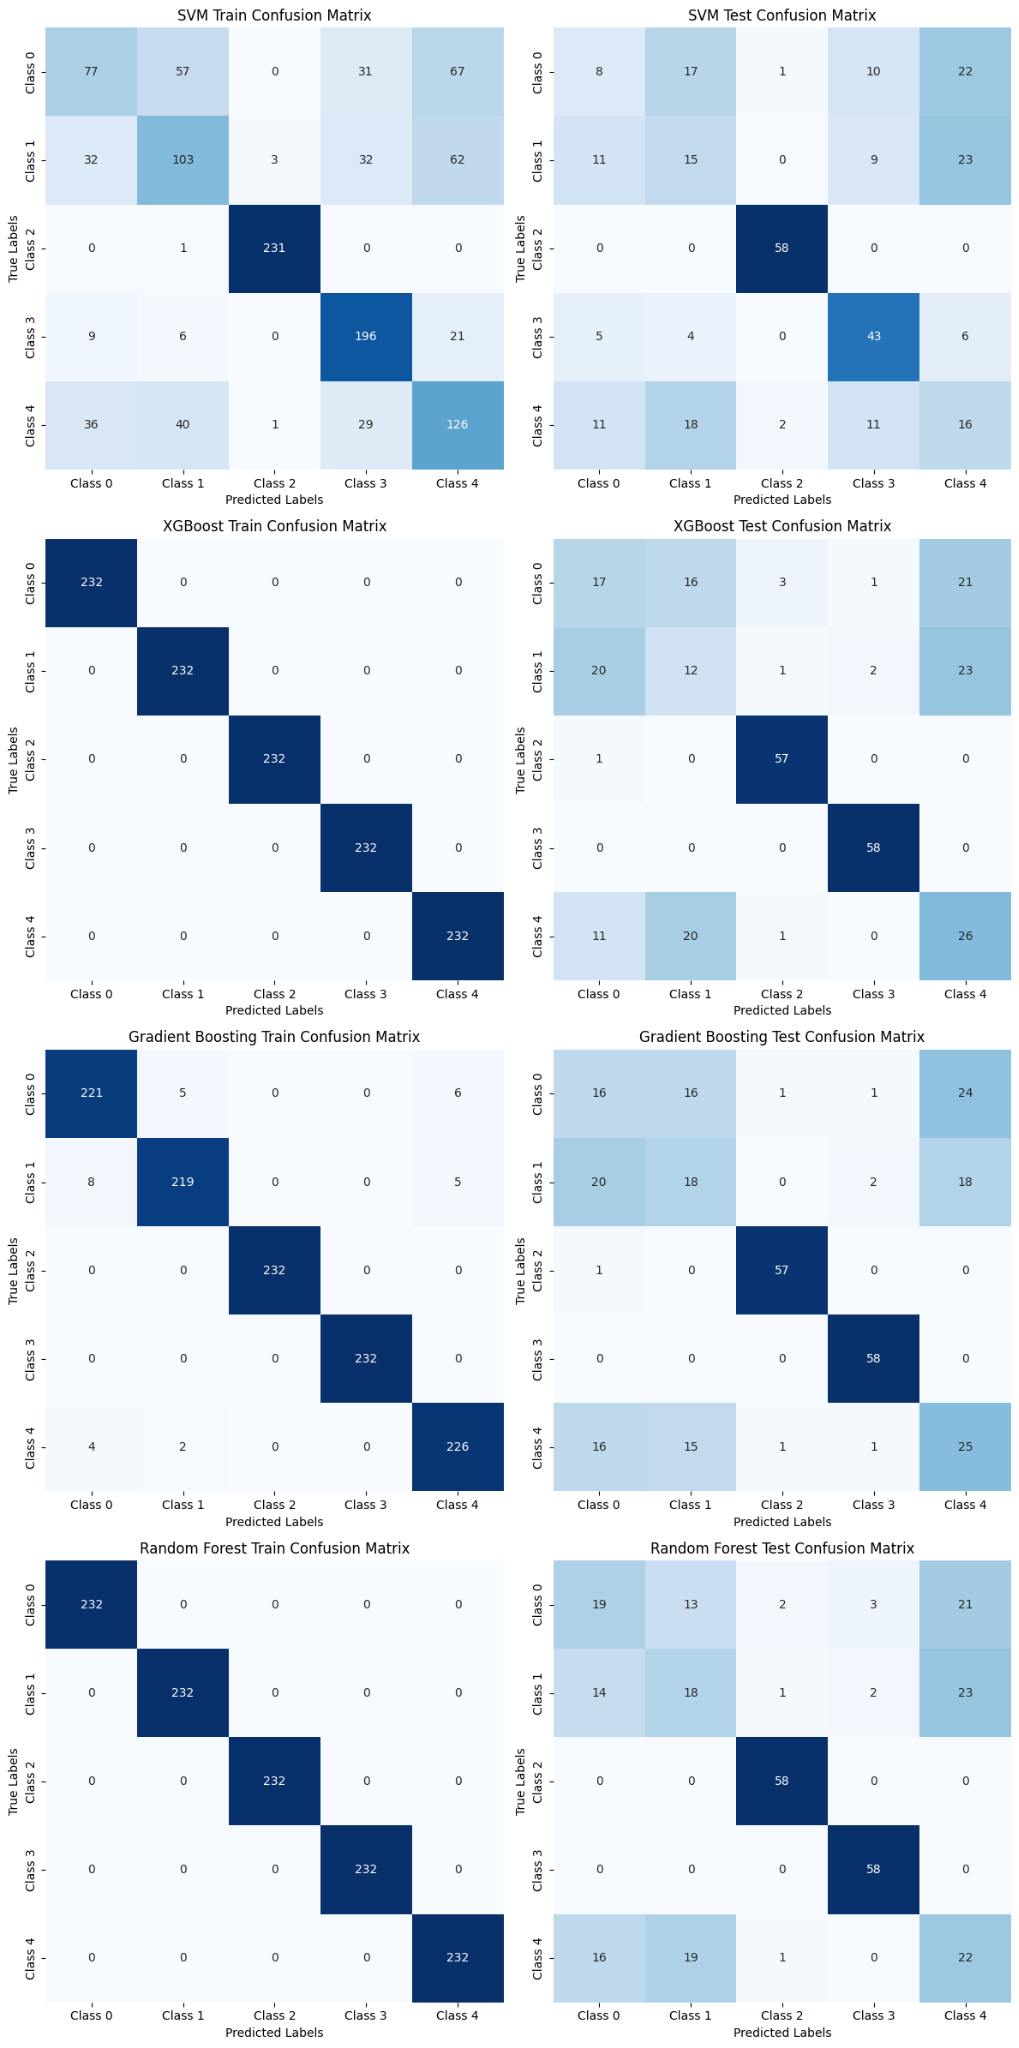 SVM Train Confusion Matrix
Class 0 77 57 0 31 67
Class 1 32 103 3 32 62
Class 2 0 1 231 0 0
Class 3 9 6 0 196 21
Class 4 36 40 1 29 126
True Labels
Class 0 Class 1 Class 2 Class 3 Class 4
Predicted Labels
SVM Test Confusion Matrix
Class 0 8 17 1 10 22
Class 1 11 15 0 9 23
Class 2 0 0 58 0 0
Class 3 5 4 0 43 6
Class 4 11 18 2 11 16
True Labels
Class 0 Class 1 Class 2 Class 3 Class 4
Predicted Labels
XGBoost Train Confusion Matrix
Class 0 232 0 0 0 0
Class 1 0 232 0 0 0
Class 2 0 0 232 0 0
Class 3 0 0 0 232 0
Class 4 0 0 0 0 232
True Labels
Class 0 Class 1 Class 2 Class 3 Class 4
Predicted Labels
XGBoost Test Confusion Matrix
Class 0 17 16 3 1 21
Class 1 20 12 1 2 23
Class 2 1 0 57 0 0
Class 3 0 0 0 58 0
Class 4 11 20 1 0 26
True Labels
Class 0 Class 1 Class 2 Class 3 Class 4
Predicted Labels
Gradient Boosting Train Confusion Matrix
Class 0 221 5 0 0 6
Class 1 8 219 0 0 5
Class 2 0 0 232 0 0
Class 3 0 0 0 232 0
Class 4 4 2 0 0 226
True Labels
Class 0 Class 1 Class 2 Class 3 Class 4
Predicted Labels
Gradient Boosting Test Confusion Matrix
Class 0 16 16 1 1 24
Class 1 20 18 0 2 18
Class 2 1 0 57 0 0
Class 3 0 0 0 58 0
Class 4 16 15 1 1 25
True Labels
Class 0 Class 1 Class 2 Class 3 Class 4
Predicted Labels
Random Forest Train Confusion Matrix
Class 0 232 0 0 0 0
Class 1 0 232 0 0 0
Class 2 0 0 232 0 0
Class 3 0 0 0 232 0
Class 4 0 0 0 0 232
True Labels
Class 0 Class 1 Class 2 Class 3 Class 4
Predicted Labels
Random Forest Test Confusion Matrix
Class 0 19 13 2 3 21
Class 1 14 18 1 2 23
Class 2 0 0 58 0 0
Class 3 0 0 0 58 0
Class 4 16 19 1 0 22
True Labels
Class 0 Class 1 Class 2 Class 3 Class 4
Predicted Labels